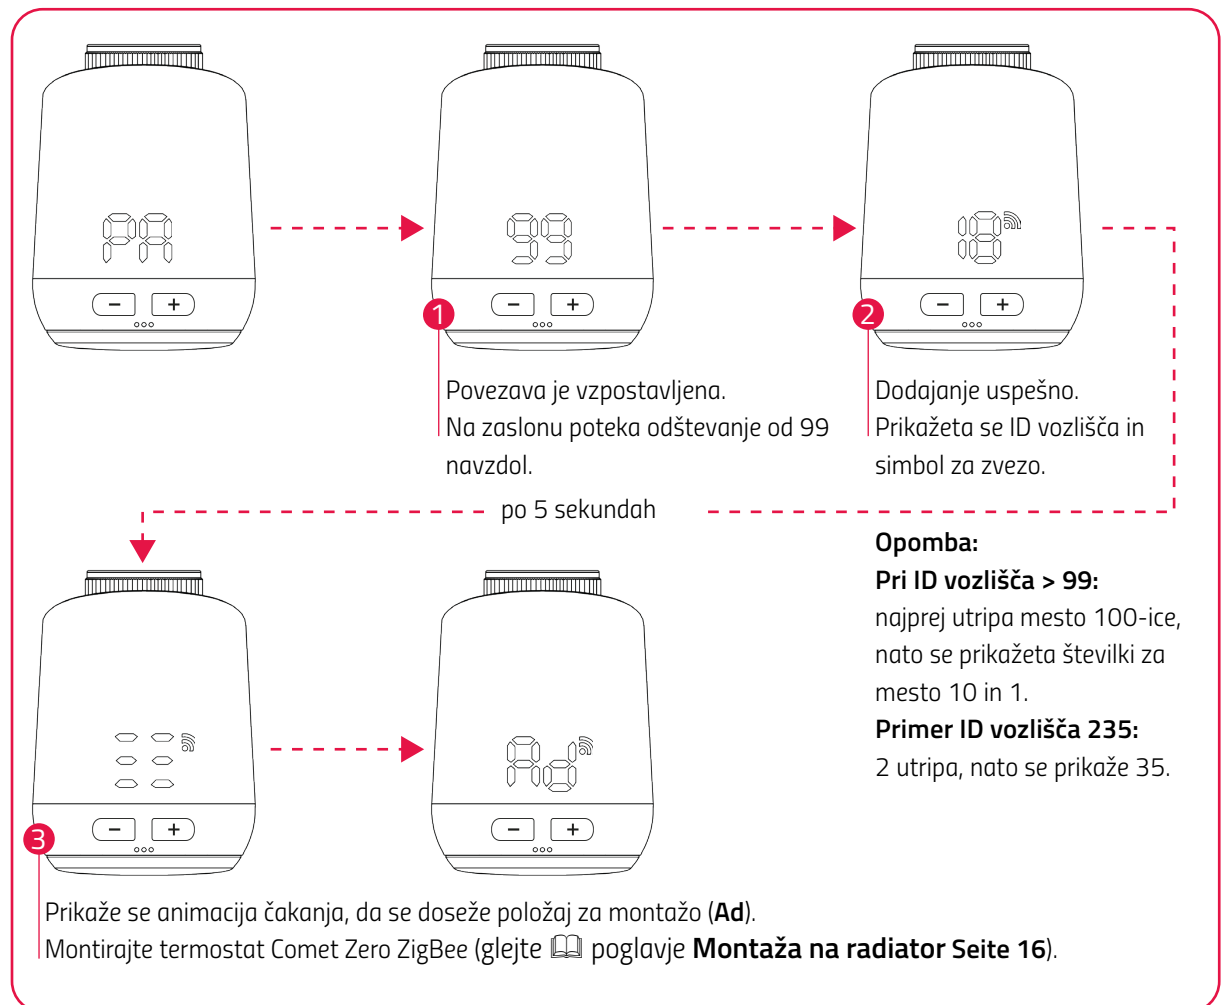 PA
99
18
− +
− +
− +
1
2
Povezava je vzpostavljena.
Na zaslonu poteka odštevanje od 99
navzdol.
Dodajanje uspešno.
Prikažeta se ID vozlišča in
simbol za zvezo.
po 5 sekundah
Opomba:
Pri ID vozlišča > 99:
najprej utripa mesto 100-ice,
nato se prikažeta številki za
mesto 10 in 1.
Primer ID vozlišča 235:
2 utripa, nato se prikaže 35.
Ad
− +
− +
3
Prikaže se animacija čakanja, da se doseže položaj za montažo (Ad).
Montirajte termostat Comet Zero ZigBee (glejte poglavje Montaža na radiator Seite 16).